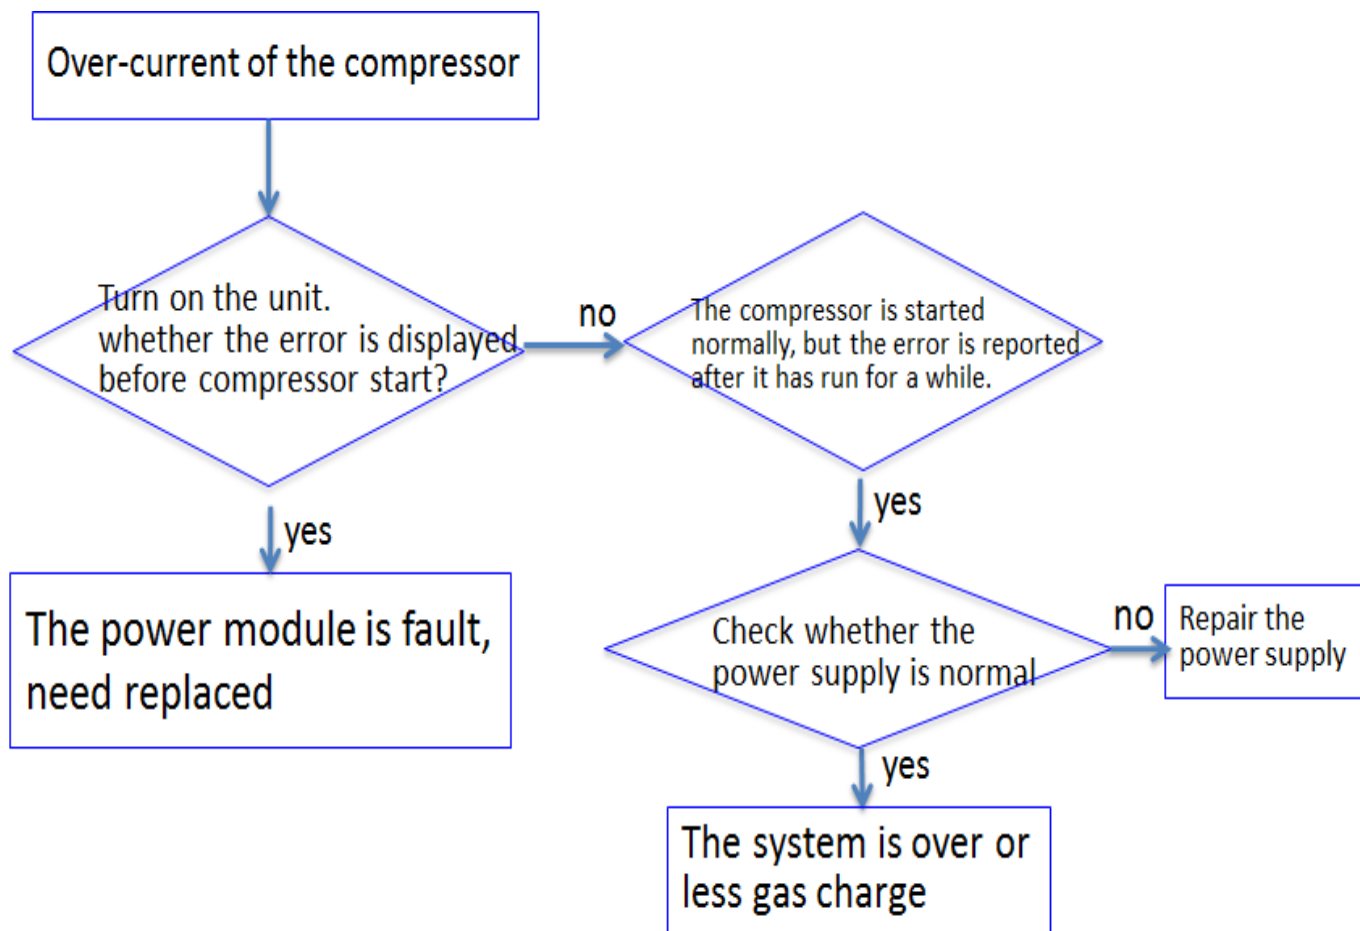 Over-current of the compressor
Turn on the unit.
whether the error is displayed
before compressor start?
no
The compressor is started
normally, but the error is reported
after it has run for a while.
yes
yes
The power module is fault,
need replaced
Check whether the
power supply is normal
no
Repair the
power supply
yes
The system is over or
less gas charge